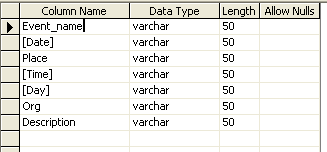 Column Name Data Type Length Allow Nulls
Event_name varchar 50
[Date] varchar 50
Place varchar 50
[Time] varchar 50
[Day] varchar 50
Org varchar 50
Description varchar 50